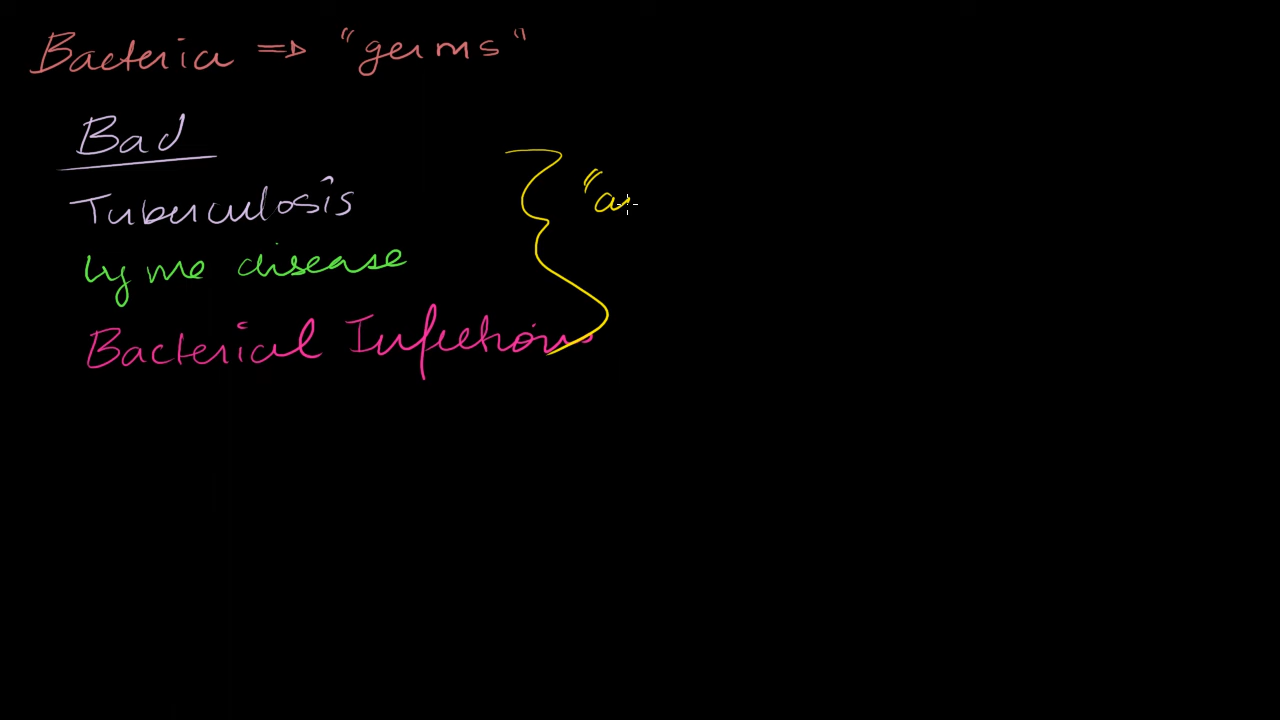 Bacteria ⇒ "germs"
Bad
Tuberculosis
Lyme disease
Bacterial Infections
"a